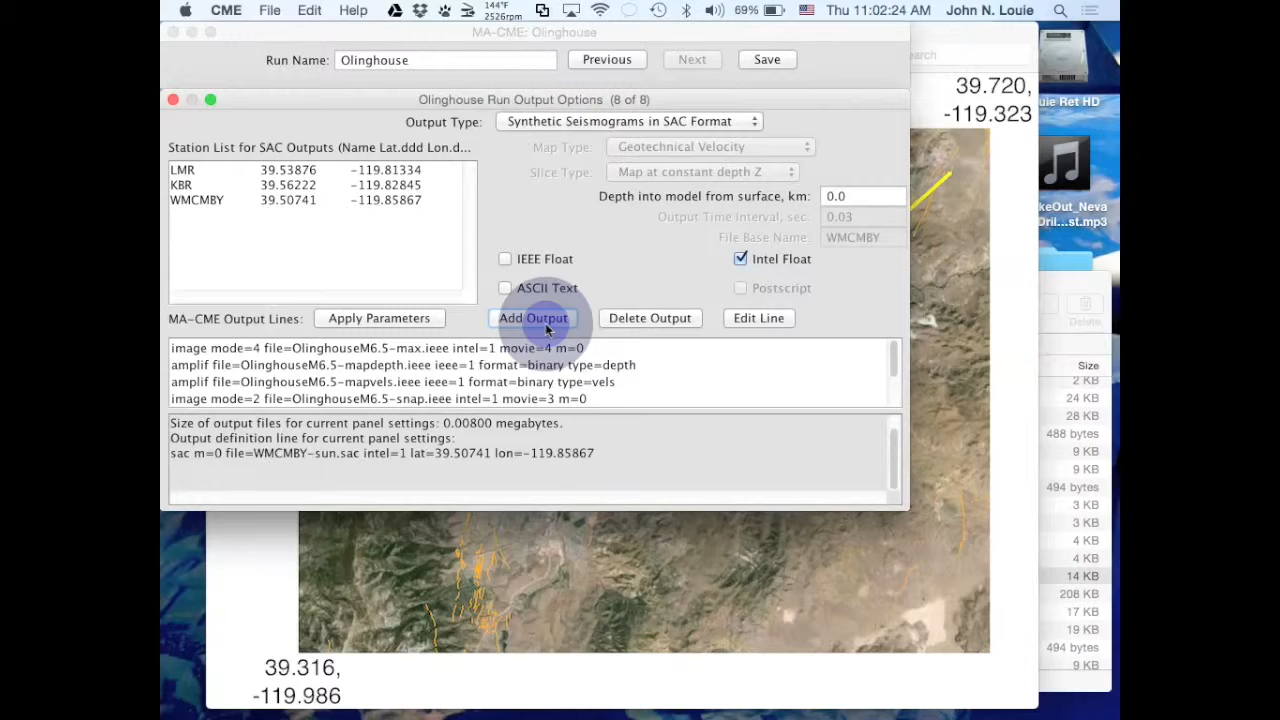 CME File Edit Help 144°F 2526rpm 69% Thu 11:02:24 AM John N. Louie
MA-CME: Olinghouse
Run Name: Olinghouse Previous Next Save
earch
39.720,
-119.323
uie Ret HD
Olinghouse Run Output Options (8 of 8)
Output Type: Synthetic Seismograms in SAC Format
Station List for SAC Outputs (Name Lat.ddd Lon.d...
Map Type: Geotechnical Velocity
LMR 39.53876 -119.81334
KBR 39.56222 -119.82845
WMCMBY 39.50741 -119.85867
Slice Type: Map at constant depth Z
Depth into model from surface, km: 0.0
Output Time Interval, sec: 0.03
File Base Name: WMCMBY
keOut_Neva
Dril...st.mp3
IEEE Float Intel Float
ASCII Text Postscript
Delete
MA-CME Output Lines: Apply Parameters Add Output Delete Output Edit Line
image mode=4 file=OlinghouseM6.5-max.ieee intel=1 movie=4 m=0
amplif file=OlinghouseM6.5-mapdepth.ieee ieee=1 format=binary type=depth
amplif file=OlinghouseM6.5-mapvels.ieee ieee=1 format=binary type=vels
image mode=2 file=OlinghouseM6.5-snap.ieee intel=1 movie=3 m=0
Size of output files for current panel settings: 0.00800 megabytes.
Output definition line for current panel settings:
sac m=0 file=WMCMBY-sun.sac intel=1 lat=39.50741 lon=-119.85867
Size
2 KB
24 KB
28 KB
488 bytes
9 KB
9 KB
494 bytes
3 KB
3 KB
4 KB
4 KB
14 KB
208 KB
17 KB
19 KB
494 bytes
9 KB
39.316,
-119.986